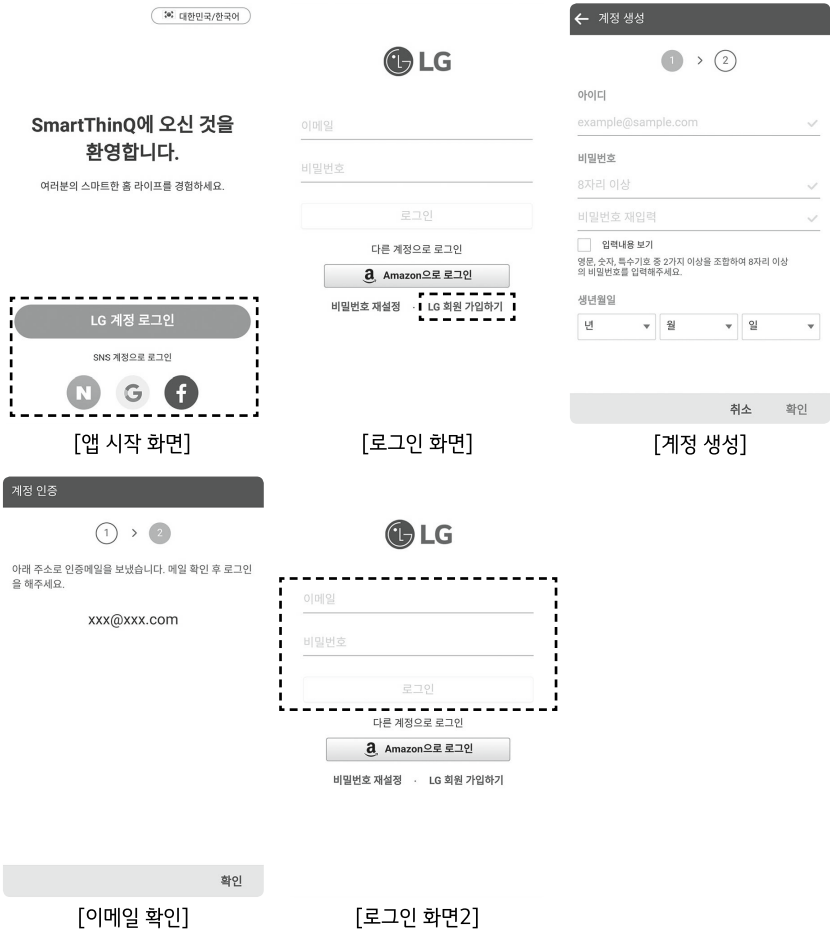 대한민국/한국어
SmartThinQ에 오신 것을
환영합니다.
여러분의 스마트한 홈 라이프를 경험하세요.
LG 계정 로그인
SNS 계정으로 로그인
N G f
[앱 시작 화면]
LG
이메일
비밀번호
로그인
다른 계정으로 로그인
a Amazon으로 로그인
비밀번호 재설정 · LG 회원 가입하기
[로그인 화면]
← 계정 생성
1 > 2
아이디
example@sample.com
비밀번호
8자리 이상
비밀번호 재입력
입력내용 보기
영문, 숫자, 특수기호 중 2가지 이상을 조합하여 8자리 이상
의 비밀번호를 입력해주세요.
생년월일
년 월 일
취소 확인
[계정 생성]
계정 인증
1 > 2
아래 주소로 인증메일을 보냈습니다. 메일 확인 후 로그인
을 해주세요.
xxx@xxx.com
확인
[이메일 확인]
LG
이메일
비밀번호
로그인
다른 계정으로 로그인
a Amazon으로 로그인
비밀번호 재설정 · LG 회원 가입하기
[로그인 화면2]